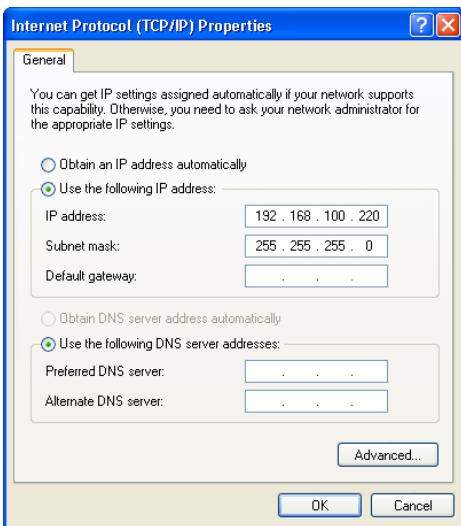 Internet Protocol (TCP/IP) Properties
General
You can get IP settings assigned automatically if your network supports
this capability. Otherwise, you need to ask your network administrator for
the appropriate IP settings.
Obtain an IP address automatically
Use the following IP address:
IP address: 192 . 168 . 100 . 220
Subnet mask: 255 . 255 . 255 . 0
Default gateway: . . .
Obtain DNS server address automatically
Use the following DNS server addresses:
Preferred DNS server: . . .
Alternate DNS server: . . .
Advanced...
OK Cancel